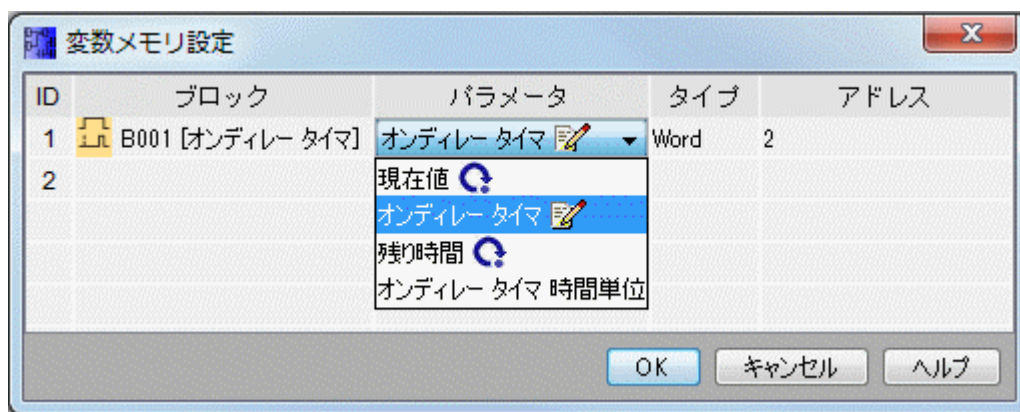 変数メモリ設定
ID ブロック パラメータ タイプ アドレス
1 B001 [オンディレー タイマ] オンディレー タイマ Word 2
2
現在値
オンディレー タイマ
残り時間
オンディレー タイマ 時間単位
OK キャンセル ヘルプ